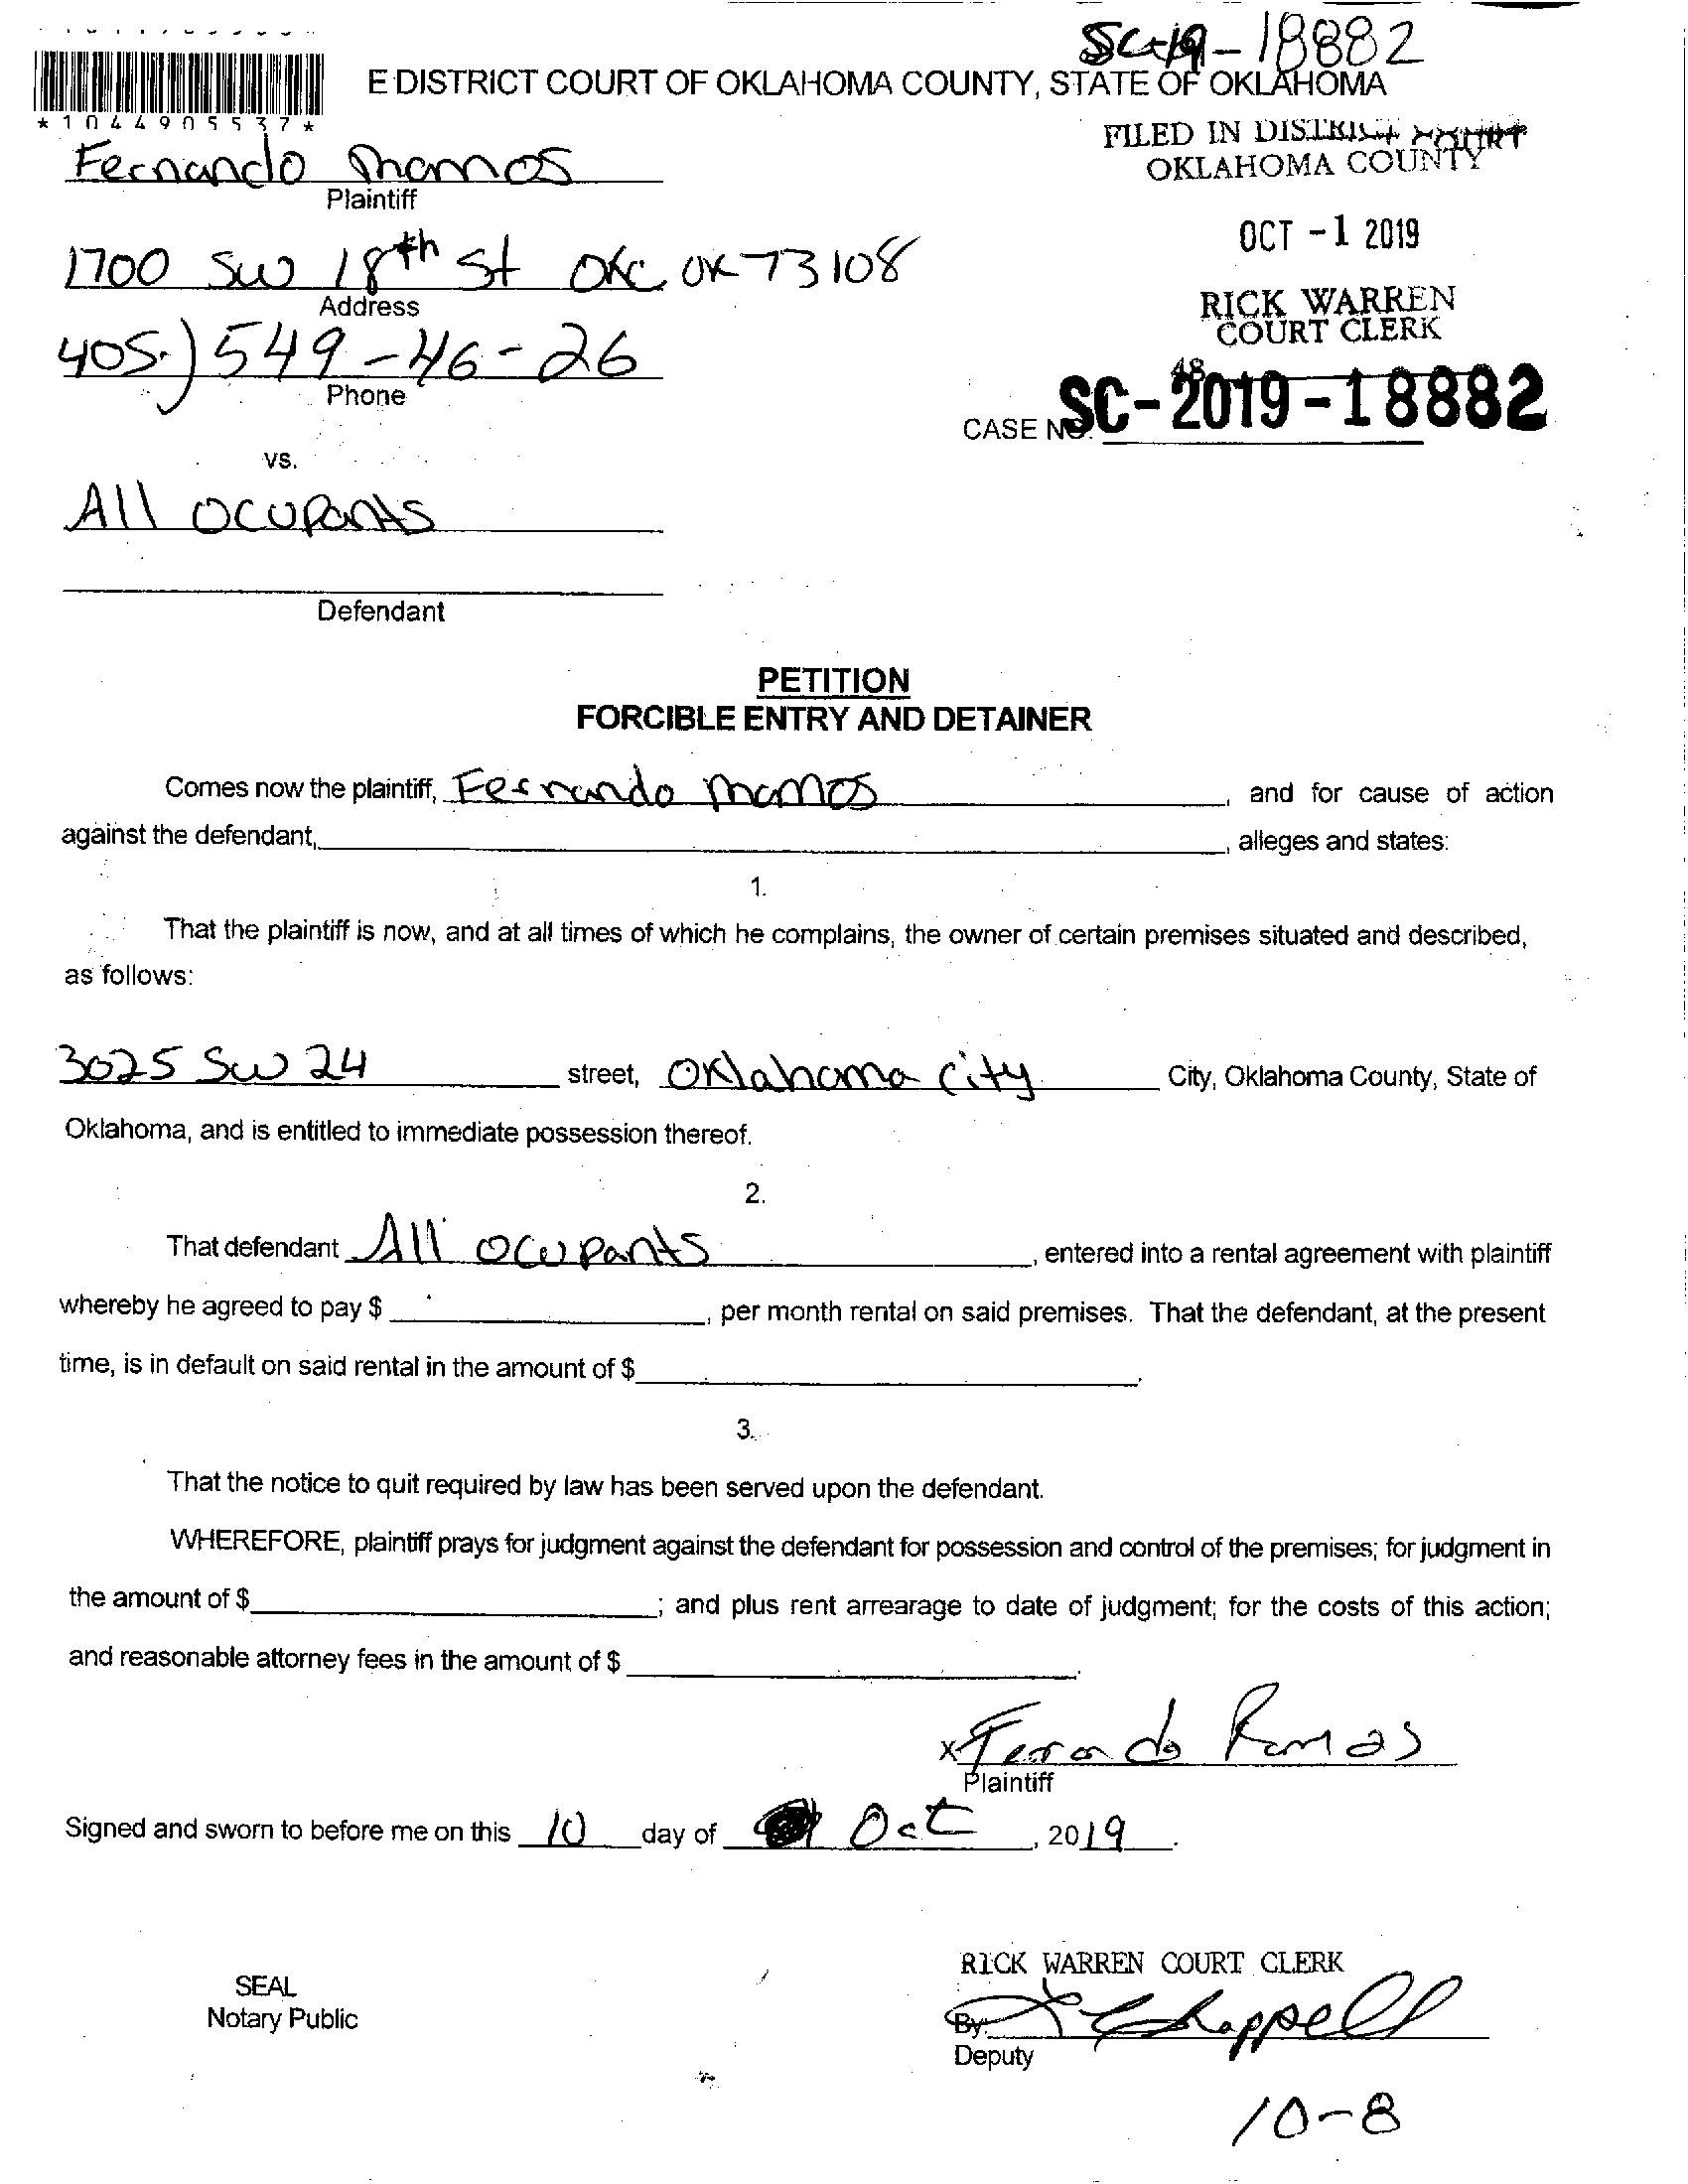 SC-19-18882
E DISTRICT COURT OF OKLAHOMA COUNTY, STATE OF OKLAHOMA
*1044905537*
FILED IN DISTRICT COURT
OKLAHOMA COUNTY
Fernando
Plaintiff
OCT -1 2019
1700 SW 18th St OKC OK 73108
Address
RICK WARREN
COURT CLERK
405.) 549-46-26
Phone
48
CASE NO. SC-2019-18882
vs.
All ocupants
Defendant
PETITION
FORCIBLE ENTRY AND DETAINER
Comes now the plaintiff, Fernando , and for cause of action
against the defendant, , alleges and states:
1.
That the plaintiff is now, and at all times of which he complains, the owner of certain premises situated and described,
as follows:
3025 SW 24 street, Oklahoma city City, Oklahoma County, State of
Oklahoma, and is entitled to immediate possession thereof.
2.
That defendant All ocupants , entered into a rental agreement with plaintiff
whereby he agreed to pay $ , per month rental on said premises. That the defendant, at the present
time, is in default on said rental in the amount of $ .
3.
That the notice to quit required by law has been served upon the defendant.
WHEREFORE, plaintiff prays for judgment against the defendant for possession and control of the premises; for judgment in
the amount of $ ; and plus rent arrearage to date of judgment; for the costs of this action;
and reasonable attorney fees in the amount of $ .
x Fernando Ramos
Plaintiff
Signed and sworn to before me on this 10 day of Oct , 2019 .
RICK WARREN COURT CLERK
SEAL
Notary Public
By: Chappell
Deputy
10-8